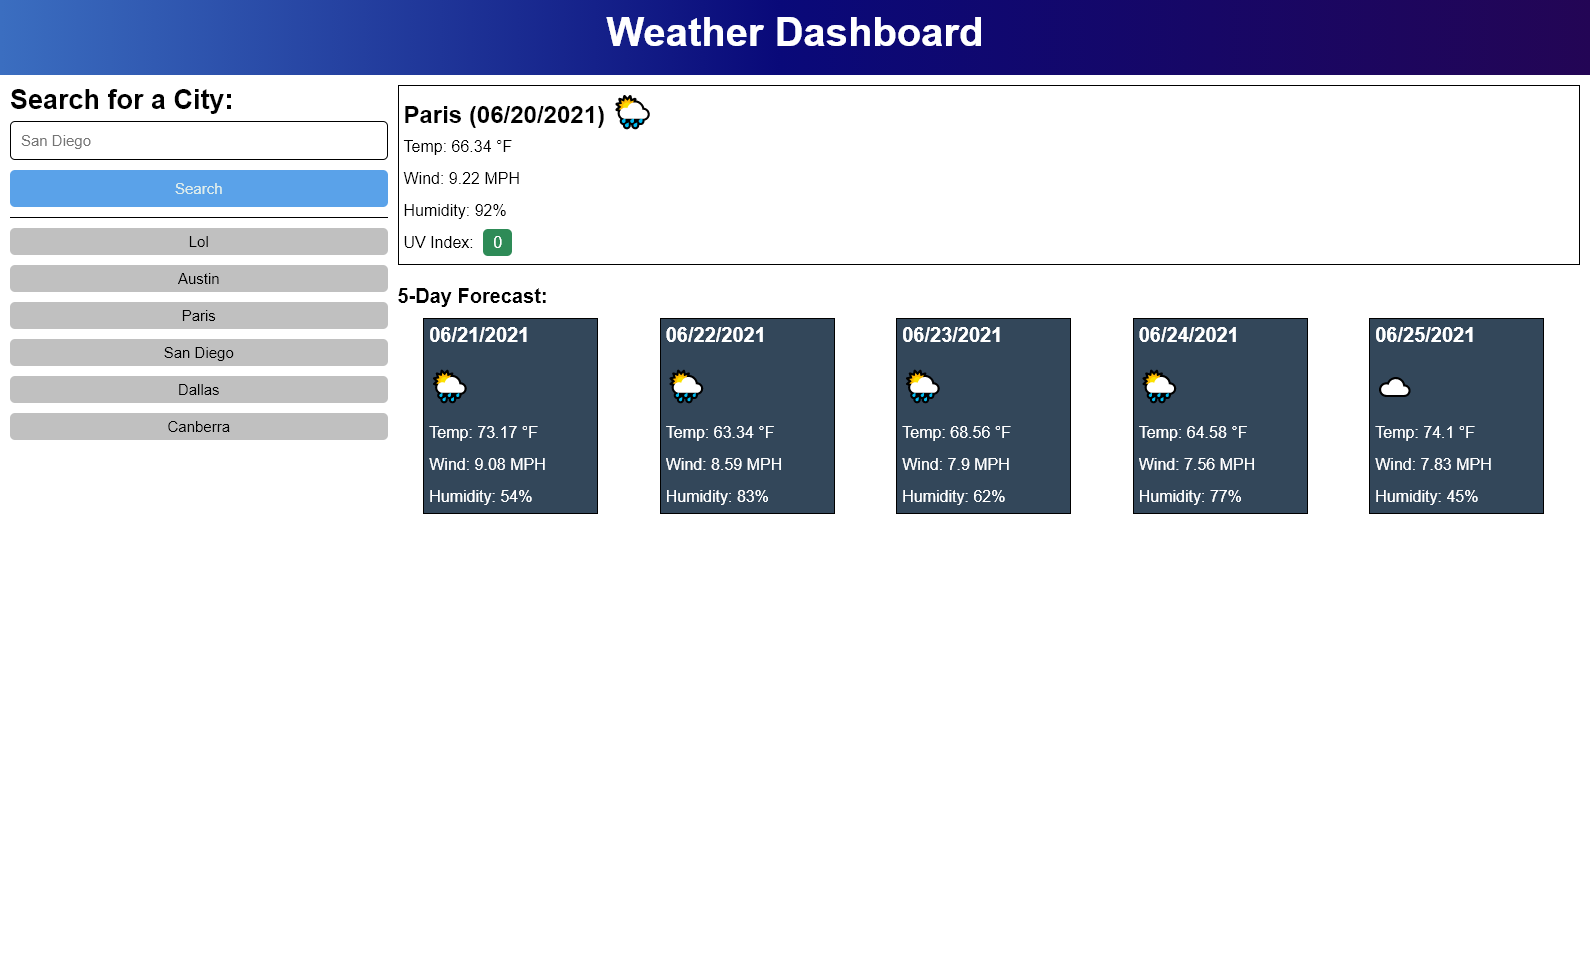 Weather Dashboard
Search for a City:
San Diego
Search
Lol
Austin
Paris
San Diego
Dallas
Canberra
Paris (06/20/2021)
Temp: 66.34 °F
Wind: 9.22 MPH
Humidity: 92%
UV Index: 0
5-Day Forecast:
06/21/2021
Temp: 73.17 °F
Wind: 9.08 MPH
Humidity: 54%
06/22/2021
Temp: 63.34 °F
Wind: 8.59 MPH
Humidity: 83%
06/23/2021
Temp: 68.56 °F
Wind: 7.9 MPH
Humidity: 62%
06/24/2021
Temp: 64.58 °F
Wind: 7.56 MPH
Humidity: 77%
06/25/2021
Temp: 74.1 °F
Wind: 7.83 MPH
Humidity: 45%